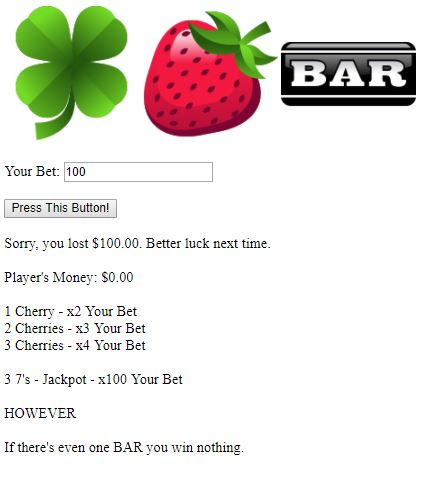 BAR
Your Bet: 100
Press This Button!
Sorry, you lost $100.00. Better luck next time.
Player's Money: $0.00
1 Cherry - x2 Your Bet
2 Cherries - x3 Your Bet
3 Cherries - x4 Your Bet
3 7's - Jackpot - x100 Your Bet
HOWEVER
If there's even one BAR you win nothing.